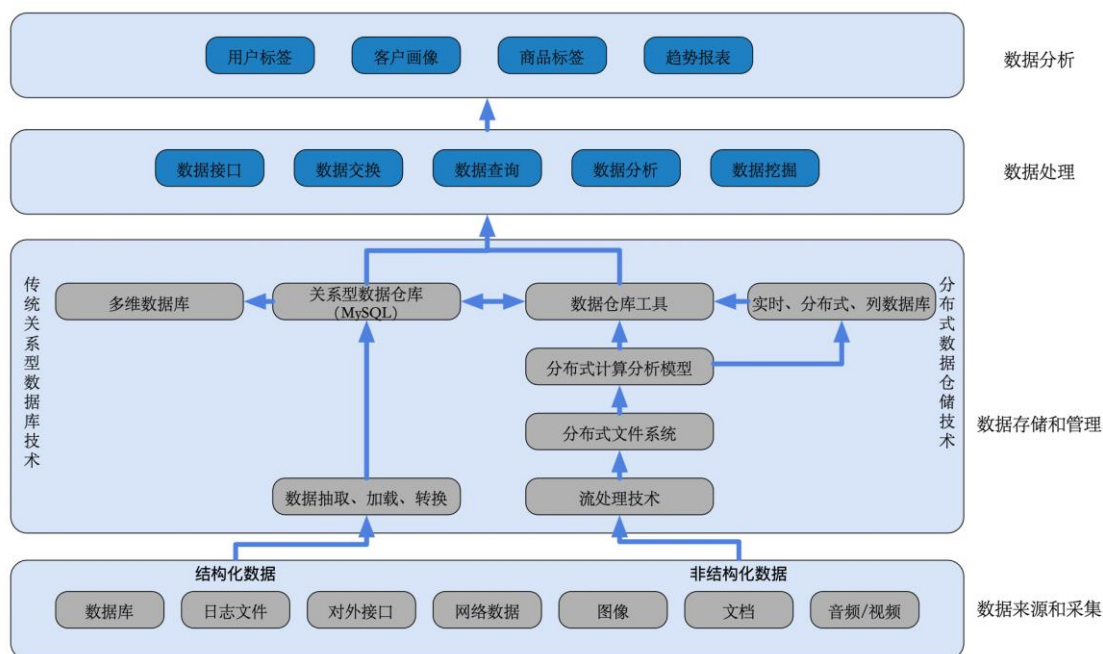 用户标签
客户画像
商品标签
趋势报表
数据分析
数据接口
数据交换
数据查询
数据分析
数据挖掘
数据处理
传统关系型数据库技术
多维数据库
关系型数据仓库
（MySQL）
数据仓库工具
实时、分布式、列数据库
分布式数据仓储技术
分布式计算分析模型
分布式文件系统
数据存储和管理
数据抽取、加载、转换
流处理技术
结构化数据
非结构化数据
数据库
日志文件
对外接口
网络数据
图像
文档
音频/视频
数据来源和采集